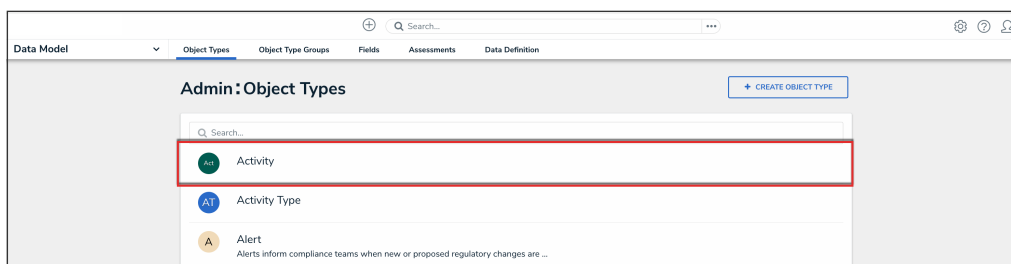 Search...
Data Model
Object Types Object Type Groups Fields Assessments Data Definition
Admin:Object Types
+ CREATE OBJECT TYPE
Search...
Act Activity
AT Activity Type
A Alert
Alerts inform compliance teams when new or proposed regulatory changes are ...